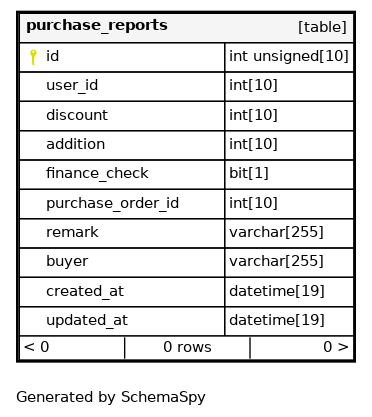 purchase_reports [table]
id int unsigned[10]
user_id int[10]
discount int[10]
addition int[10]
finance_check bit[1]
purchase_order_id int[10]
remark varchar[255]
buyer varchar[255]
created_at datetime[19]
updated_at datetime[19]
< 0 0 rows 0 >
Generated by SchemaSpy